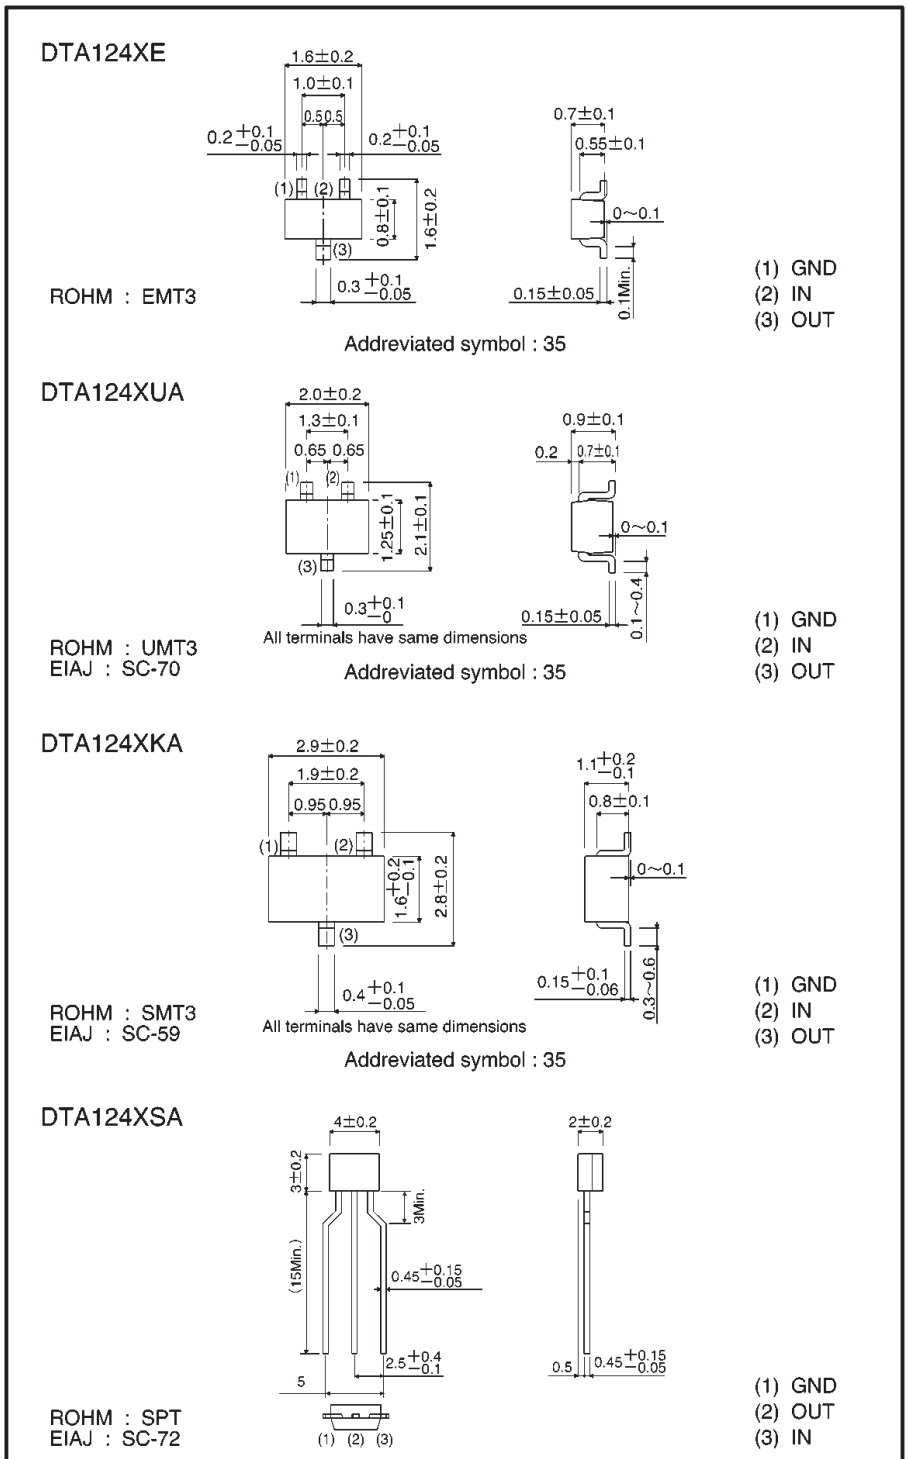 DTA124XE
1.6±0.2
1.0±0.1
0.5 0.5
0.2 +0.1 −0.05
0.2 +0.1 −0.05
(1) (2)
(3)
0.8±0.1
1.6±0.2
0.3 +0.1 −0.05
0.7±0.1
0.55±0.1
0~0.1
0.15±0.05
0.1Min.
ROHM : EMT3
(1) GND
(2) IN
(3) OUT
Addreviated symbol : 35
DTA124XUA
2.0±0.2
1.3±0.1
0.65 0.65
(1) (2)
(3)
1.25±0.1
2.1±0.1
0.3 +0.1 −0
All terminals have same dimensions
0.9±0.1
0.2 0.7±0.1
0~0.1
0.15±0.05
0.1~0.4
ROHM : UMT3
EIAJ : SC-70
(1) GND
(2) IN
(3) OUT
Addreviated symbol : 35
DTA124XKA
2.9±0.2
1.9±0.2
0.95 0.95
(1) (2)
(3)
1.6 +0.2 −0.1
2.8±0.2
0.4 +0.1 −0.05
All terminals have same dimensions
1.1 +0.2 −0.1
0.8±0.1
0~0.1
0.15 +0.1 −0.06
0.3~0.6
ROHM : SMT3
EIAJ : SC-59
(1) GND
(2) IN
(3) OUT
Addreviated symbol : 35
DTA124XSA
4±0.2
3±0.2
3Min.
(15Min.)
0.45 +0.15 −0.05
2.5 +0.4 −0.1
5
(1) (2) (3)
2±0.2
0.5 0.45 +0.15 −0.05
ROHM : SPT
EIAJ : SC-72
(1) GND
(2) OUT
(3) IN